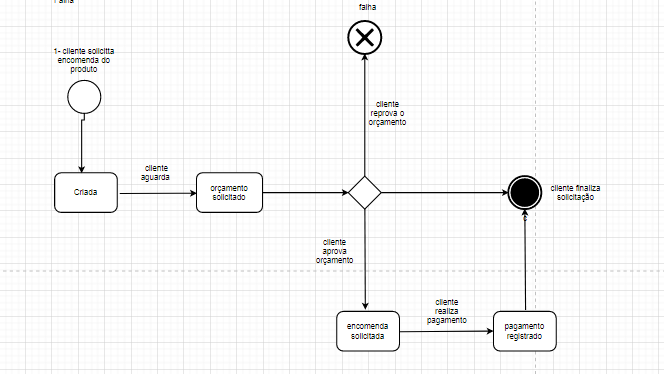 falha
1- cliente solicitta
encomenda do
produto
cliente
reprova o
orçamento
cliente
aguarda
Criada
orçamento
solicitado
cliente finaliza
solicitação
cliente
aprova
orçamento
cliente
realiza
pagamento
encomenda
solicitada
pagamento
registrado